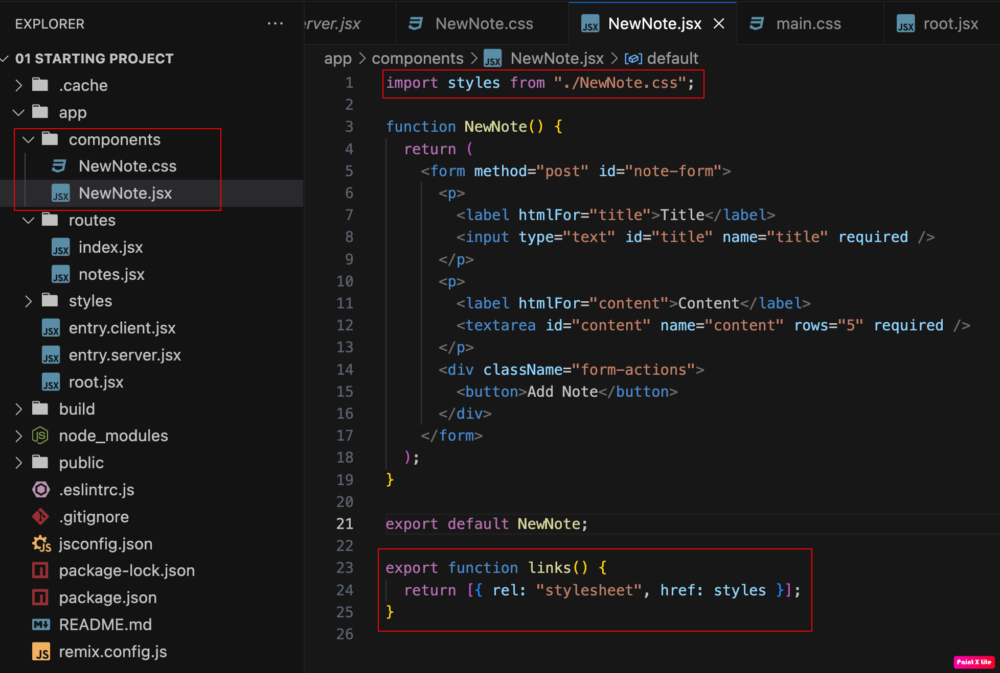 EXPLORER
01 STARTING PROJECT
.cache
app
components
NewNote.css
NewNote.jsx
routes
index.jsx
notes.jsx
styles
entry.client.jsx
entry.server.jsx
root.jsx
build
node_modules
public
.eslintrc.js
.gitignore
jsconfig.json
package-lock.json
package.json
README.md
remix.config.js
erver.jsx NewNote.css NewNote.jsx main.css root.jsx
app > components > NewNote.jsx > default
1 import styles from "./NewNote.css";
2
3 function NewNote() {
4 return (
5 <form method="post" id="note-form">
6 <p>
7 <label htmlFor="title">Title</label>
8 <input type="text" id="title" name="title" required />
9 </p>
10 <p>
11 <label htmlFor="content">Content</label>
12 <textarea id="content" name="content" rows="5" required />
13 </p>
14 <div className="form-actions">
15 <button>Add Note</button>
16 </div>
17 </form>
18 );
19 }
20
21 export default NewNote;
22
23 export function links() {
24 return [{ rel: "stylesheet", href: styles }];
25 }
26
Paint X Lite